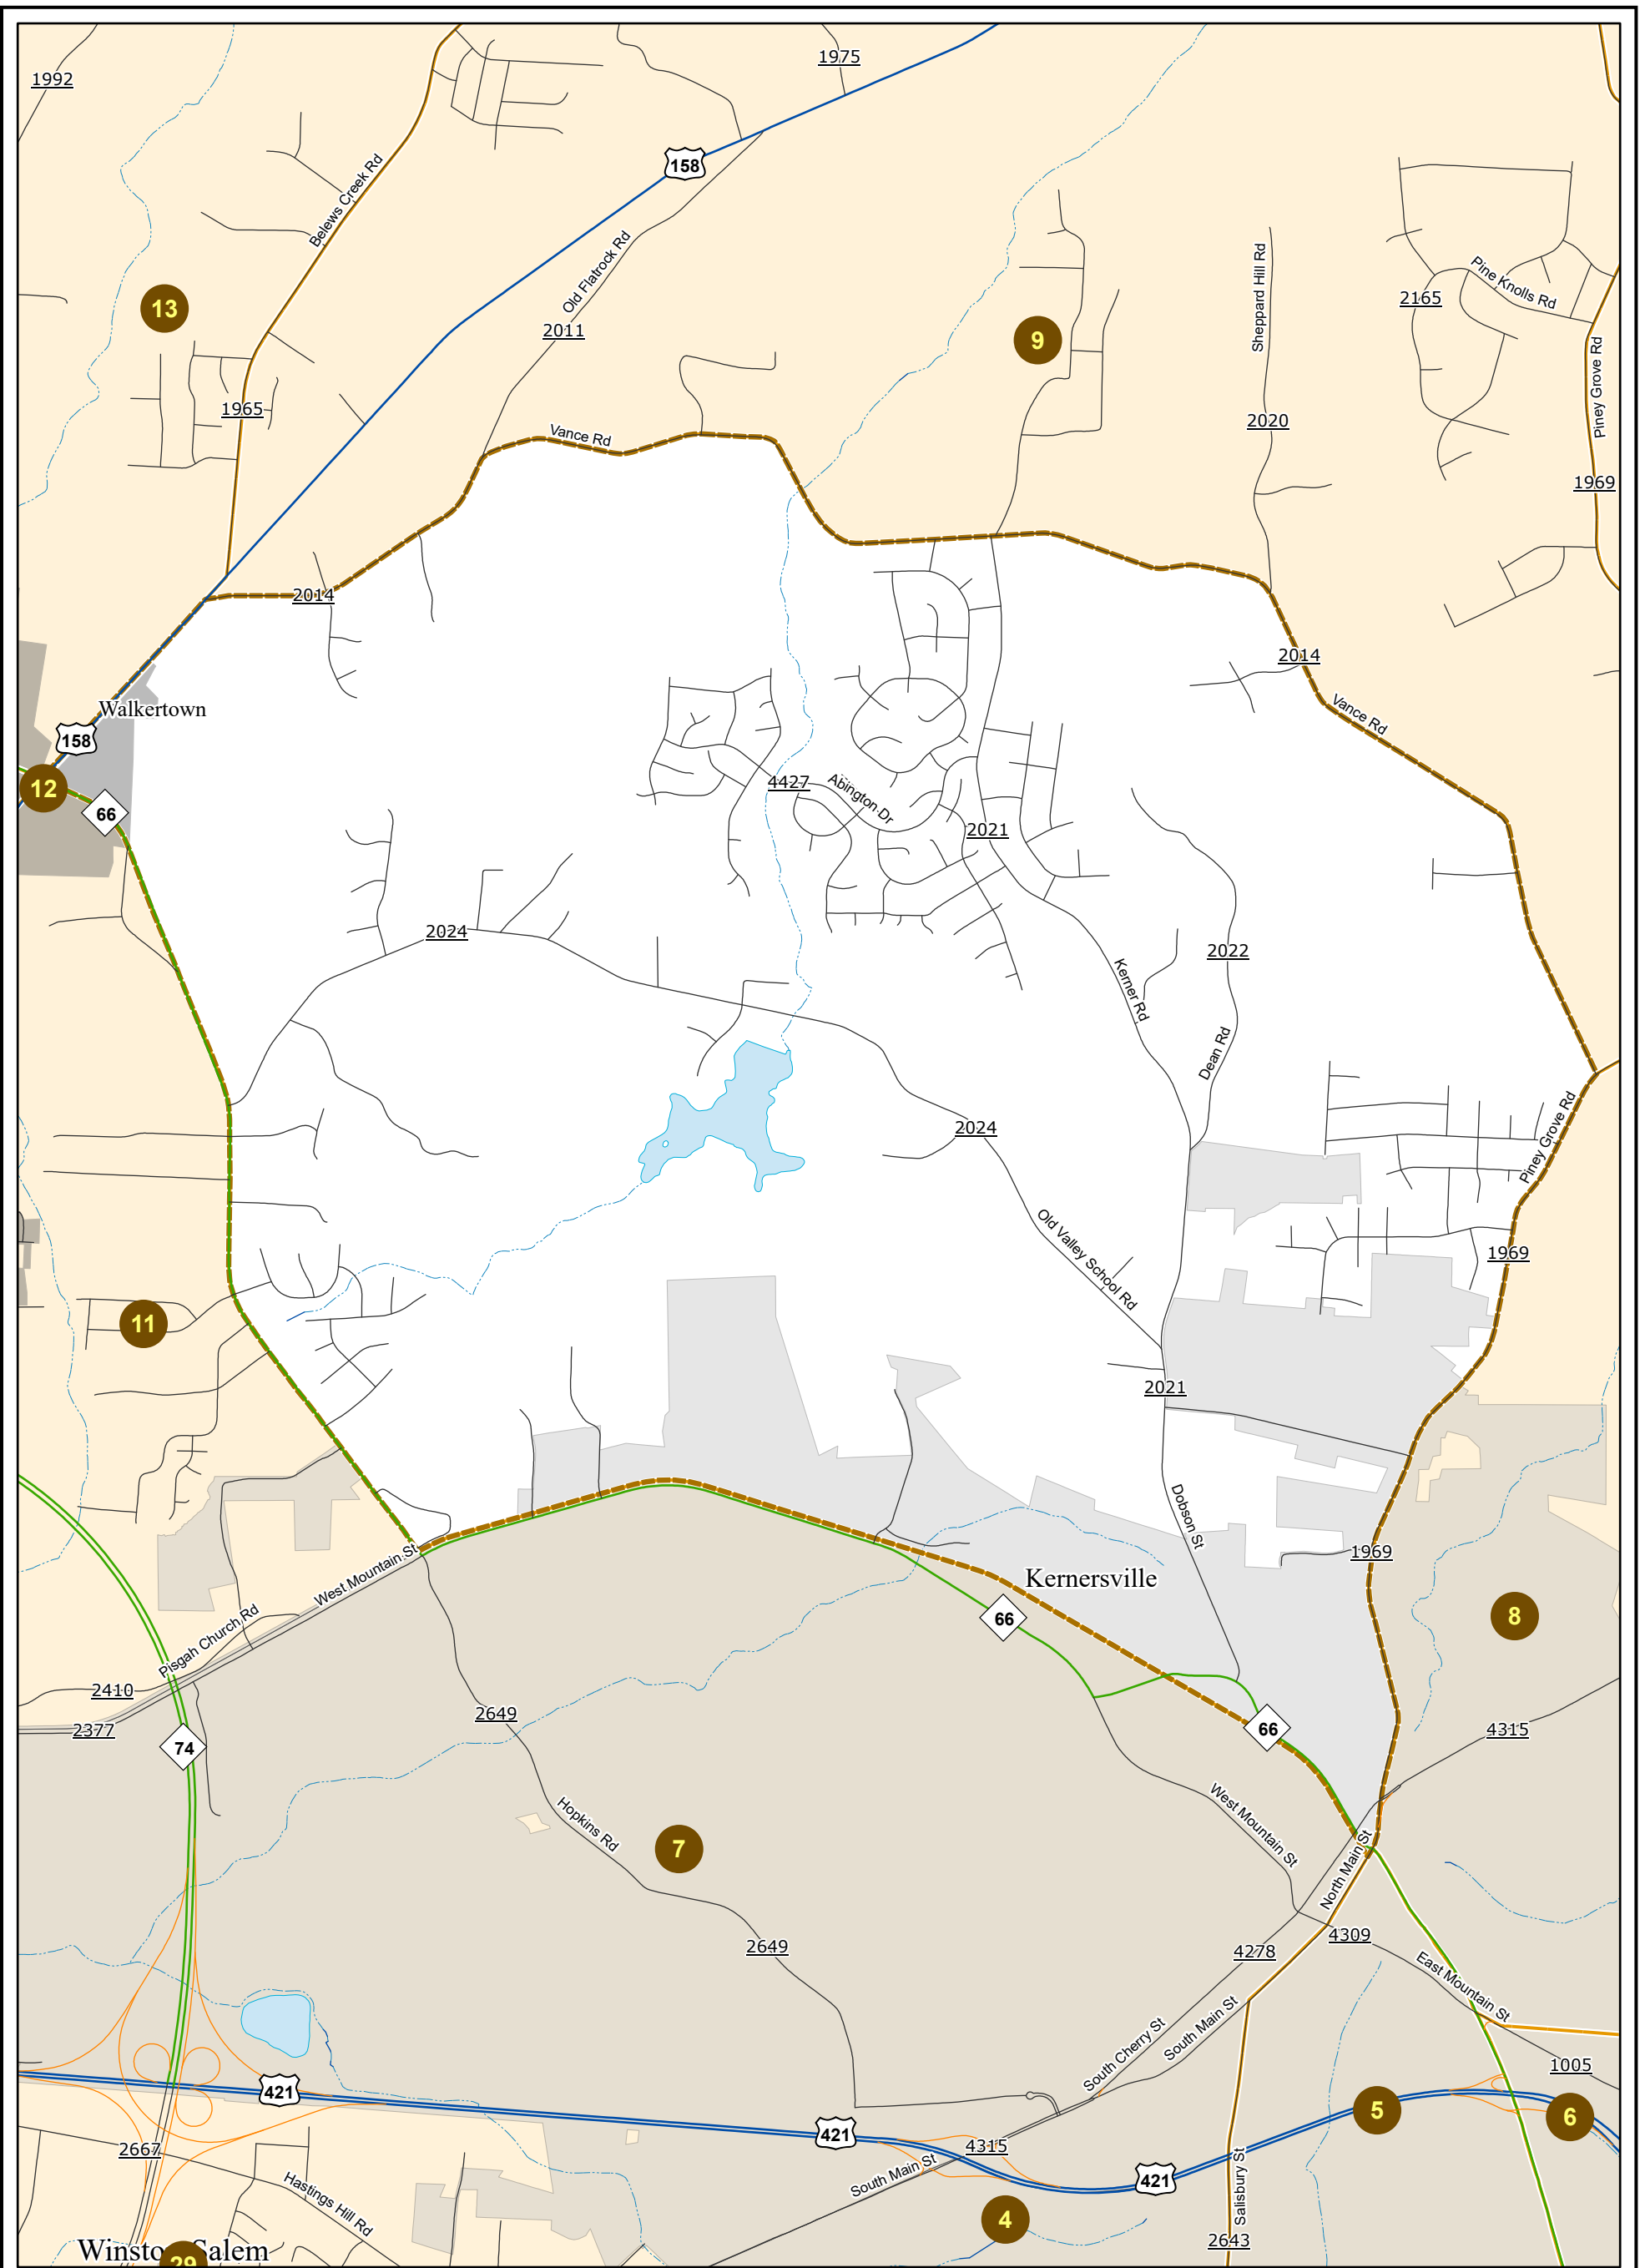 1992
1975
158
Belews Creek Rd
Old Flatrock Rd
Sheppard Hill Rd
Pine Knolls Rd
2165
13
2011
9
Piney Grove Rd
1965
2020
Vance Rd
1969
2014
2014
Walkertown
Vance Rd
158
12
4427
Abington Dr
66
2021
2024
2022
Kerner Rd
Dean Rd
2024
Piney Grove Rd
Old Valley School Rd
1969
11
2021
Dobson St
West Mountain St
1969
Kernersville
66
8
Pisgah Church Rd
2410
2649
2377
66
4315
74
West Mountain St
Hopkins Rd
7
North Main St
4309
2649
4278
East Mountain St
South Cherry St
South Main St
1005
421
5
6
421
4315
2667
South Main St
421
Salisbury St
Hastings Hill Rd
4
2643
Winston-Salem
29